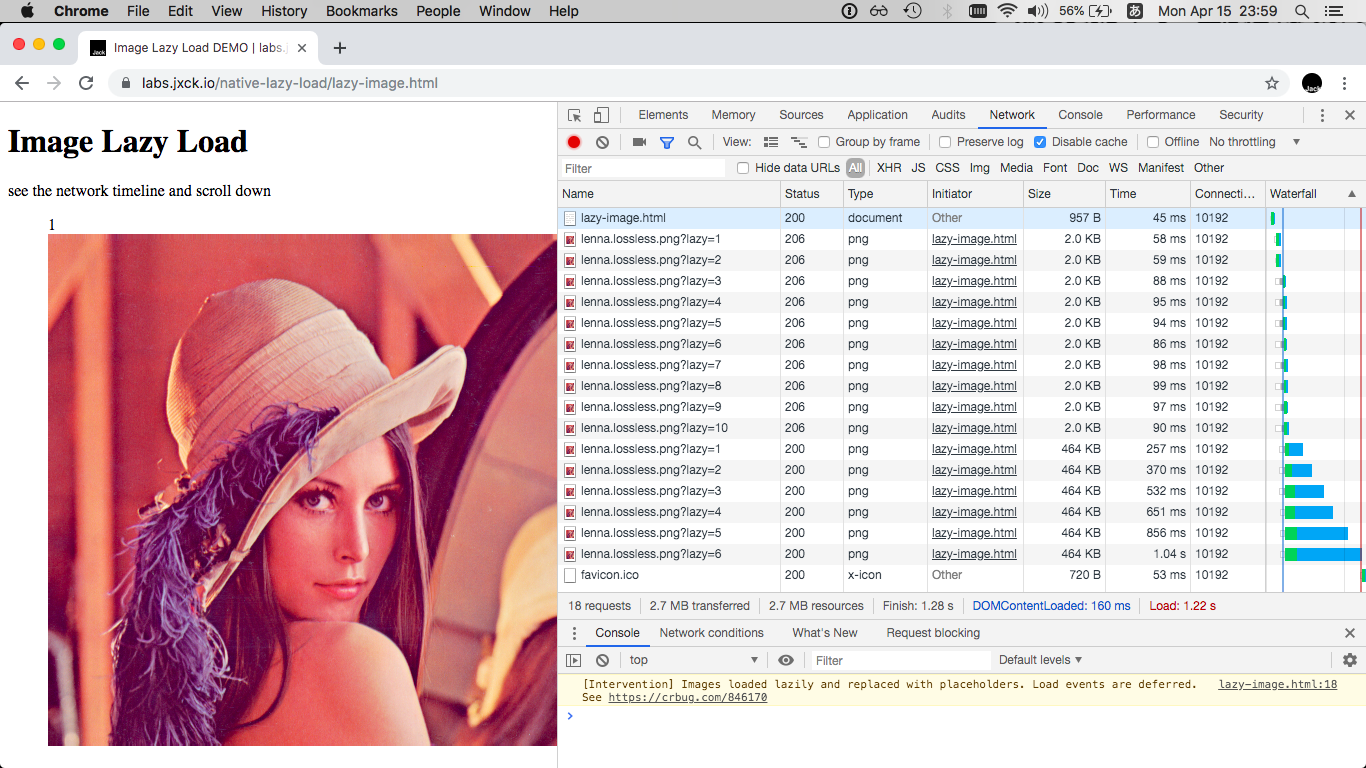 Chrome File Edit View History Bookmarks People Window Help 56% あ Mon Apr 15 23:59
Jack Image Lazy Load DEMO | labs.j
labs.jxck.io/native-lazy-load/lazy-image.html
Image Lazy Load
see the network timeline and scroll down
1
Elements Memory Sources Application Audits Network Console Performance Security
View: Group by frame Preserve log Disable cache Offline No throttling
Filter Hide data URLs All XHR JS CSS Img Media Font Doc WS Manifest Other
Name Status Type Initiator Size Time Connecti... Waterfall
lazy-image.html 200 document Other 957 B 45 ms 10192
lenna.lossless.png?lazy=1 206 png lazy-image.html 2.0 KB 58 ms 10192
lenna.lossless.png?lazy=2 206 png lazy-image.html 2.0 KB 59 ms 10192
lenna.lossless.png?lazy=3 206 png lazy-image.html 2.0 KB 88 ms 10192
lenna.lossless.png?lazy=4 206 png lazy-image.html 2.0 KB 95 ms 10192
lenna.lossless.png?lazy=5 206 png lazy-image.html 2.0 KB 94 ms 10192
lenna.lossless.png?lazy=6 206 png lazy-image.html 2.0 KB 86 ms 10192
lenna.lossless.png?lazy=7 206 png lazy-image.html 2.0 KB 98 ms 10192
lenna.lossless.png?lazy=8 206 png lazy-image.html 2.0 KB 99 ms 10192
lenna.lossless.png?lazy=9 206 png lazy-image.html 2.0 KB 97 ms 10192
lenna.lossless.png?lazy=10 206 png lazy-image.html 2.0 KB 90 ms 10192
lenna.lossless.png?lazy=1 200 png lazy-image.html 464 KB 257 ms 10192
lenna.lossless.png?lazy=2 200 png lazy-image.html 464 KB 370 ms 10192
lenna.lossless.png?lazy=3 200 png lazy-image.html 464 KB 532 ms 10192
lenna.lossless.png?lazy=4 200 png lazy-image.html 464 KB 651 ms 10192
lenna.lossless.png?lazy=5 200 png lazy-image.html 464 KB 856 ms 10192
lenna.lossless.png?lazy=6 200 png lazy-image.html 464 KB 1.04 s 10192
favicon.ico 200 x-icon Other 720 B 53 ms 10192
18 requests 2.7 MB transferred 2.7 MB resources Finish: 1.28 s DOMContentLoaded: 160 ms Load: 1.22 s
Console Network conditions What's New Request blocking
top Filter Default levels
[Intervention] Images loaded lazily and replaced with placeholders. Load events are deferred. lazy-image.html:18
See https://crbug.com/846170